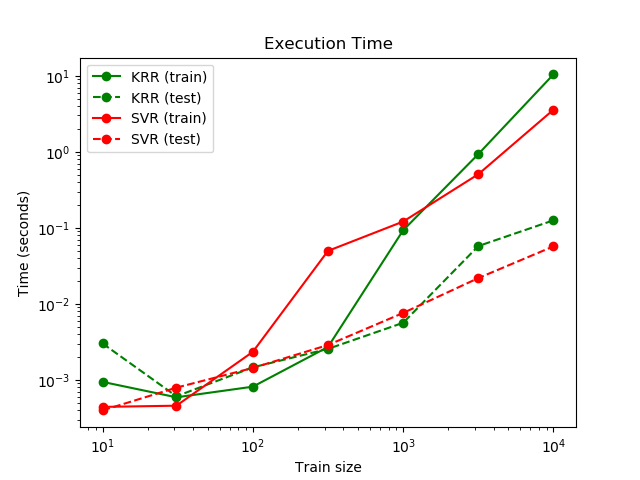 Execution Time
KRR (train)
KRR (test)
SVR (train)
SVR (test)
Time (seconds)
10¹
10⁰
10⁻¹
10⁻²
10⁻³
10¹ 10² 10³ 10⁴
Train size